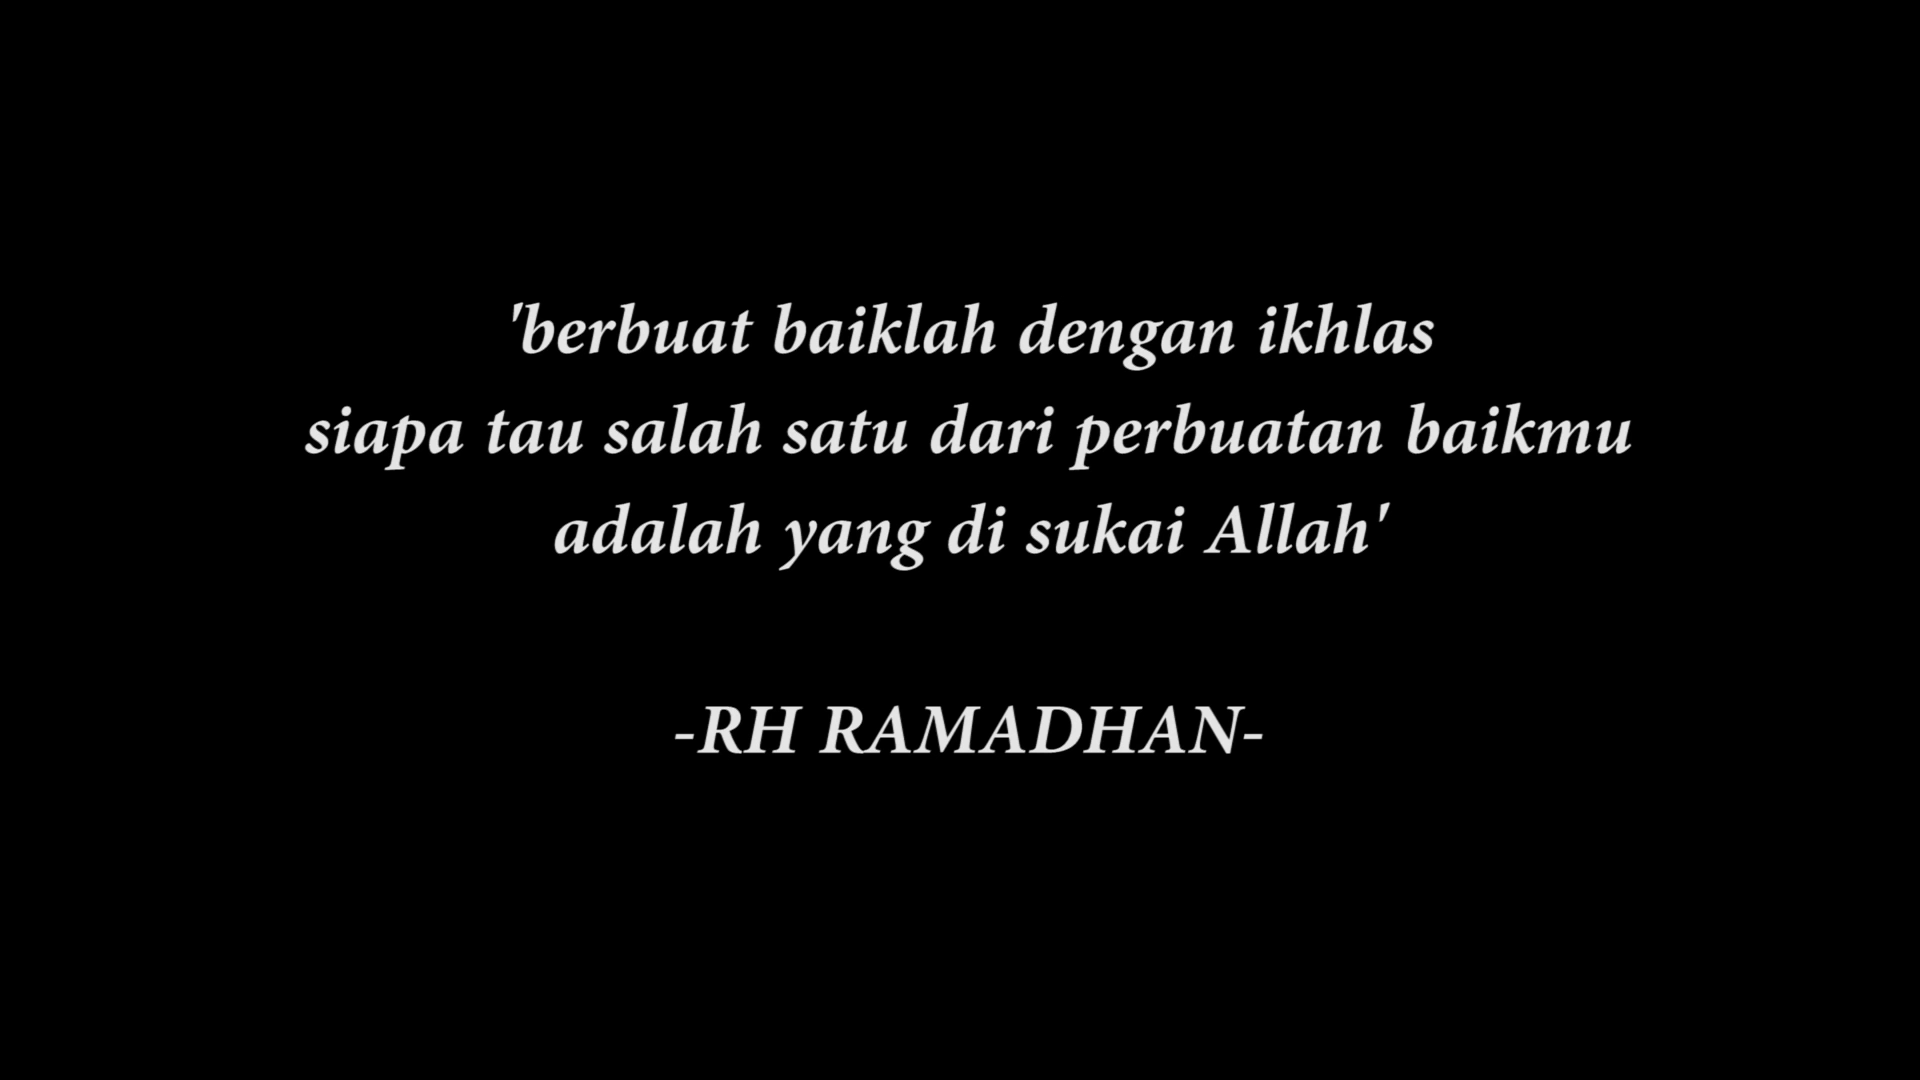 'berbuat baiklah dengan ikhlas
siapa tau salah satu dari perbuatan baikmu
adalah yang di sukai Allah'
-RH RAMADHAN-